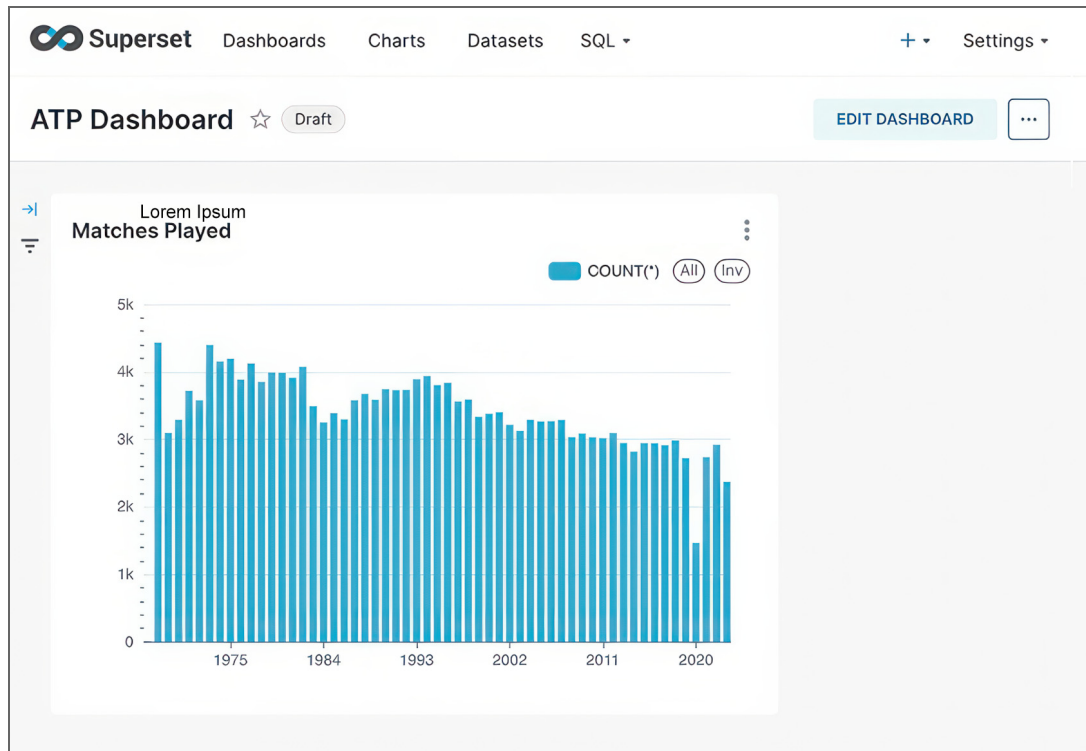 Superset Dashboards Charts Datasets SQL + Settings
ATP Dashboard Draft EDIT DASHBOARD ...
Lorem Ipsum
Matches Played
COUNT(*) All Inv
5k
4k
3k
2k
1k
0
1975 1984 1993 2002 2011 2020